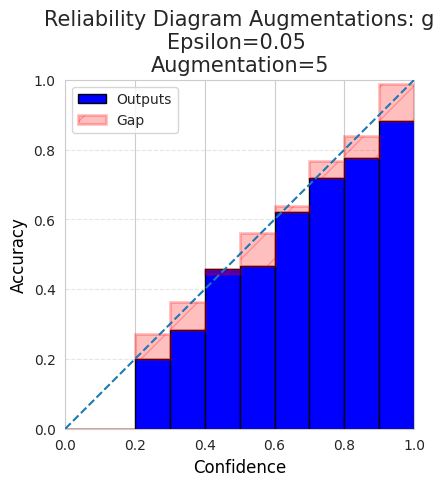 Reliability Diagram Augmentations: g
Epsilon=0.05
Augmentation=5
1.0
Outputs
Gap
0.8
0.6
0.4
0.2
0.0
Accuracy
0.0 0.2 0.4 0.6 0.8 1.0
Confidence